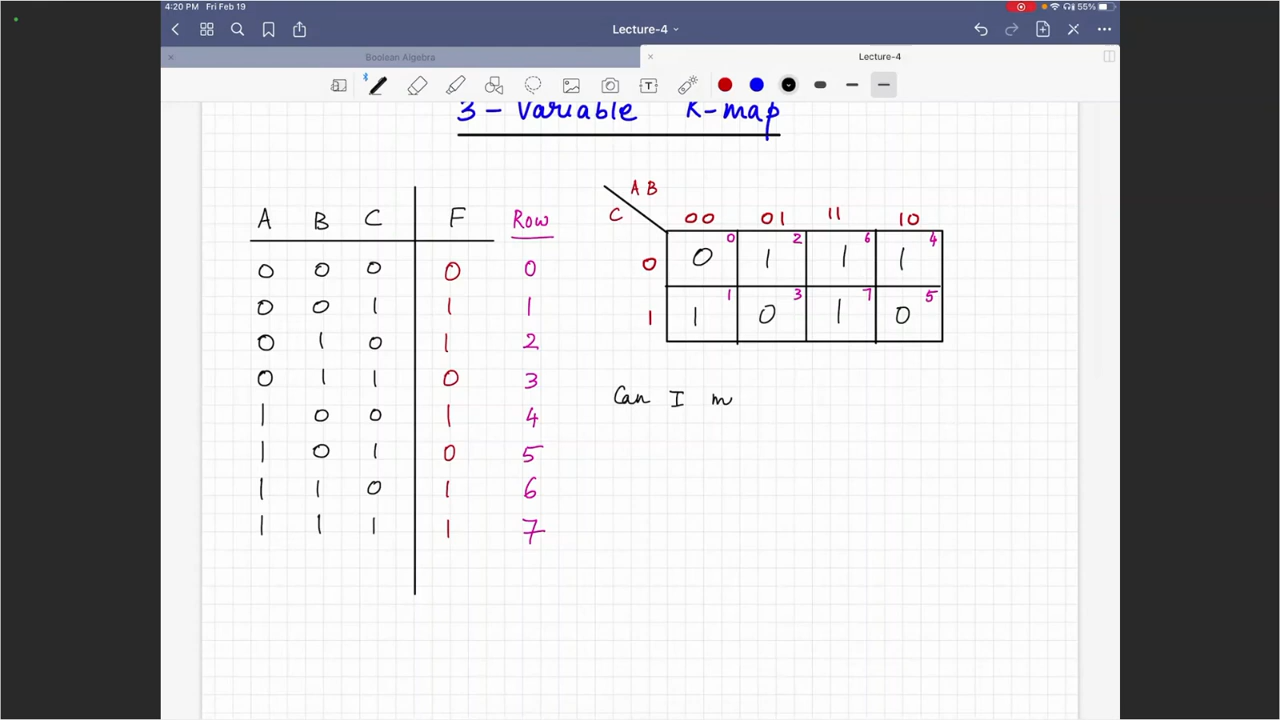 4:20 PM Fri Feb 19
55%
Lecture-4
Boolean Algebra
Lecture-4
3 - Variable K-map
A B C F Row
0 0 0 0 0
0 0 1 1 1
0 1 0 1 2
0 1 1 0 3
1 0 0 1 4
1 0 1 0 5
1 1 0 1 6
1 1 1 1 7
A B
C
00 01 11 10
0 2 6 4
0 0 1 1 1
1 3 7 5
1 1 0 1 0
Can I m